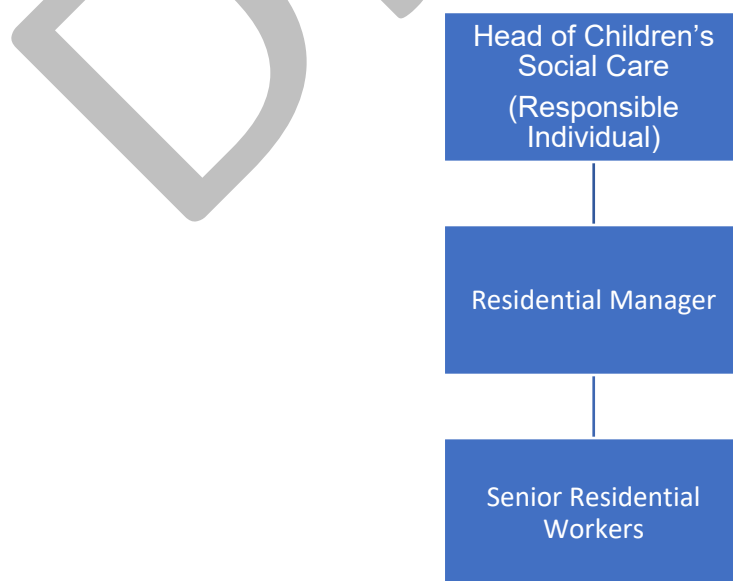 Head of Children’s
Social Care
(Responsible
Individual)
Residential Manager
Senior Residential
Workers